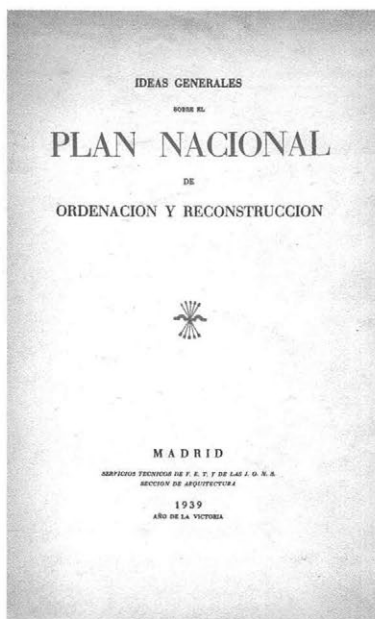 IDEAS GENERALES
SOBRE EL
PLAN NACIONAL
DE
ORDENACION Y RECONSTRUCCION
MADRID
SERVICIOS TECNICOS DE F. E. T. Y DE LAS J. O. N. S.
SECCION DE ARQUITECTURA
1939
AÑO DE LA VICTORIA